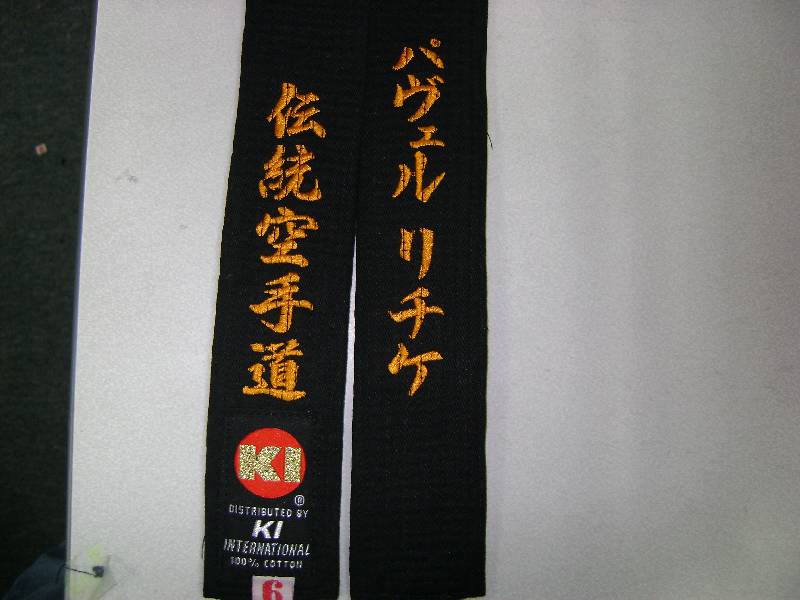 パヴェル リチケ
伝統空手道
KI
®
DISTRIBUTED BY
KI
INTERNATIONAL
100% COTTON
6